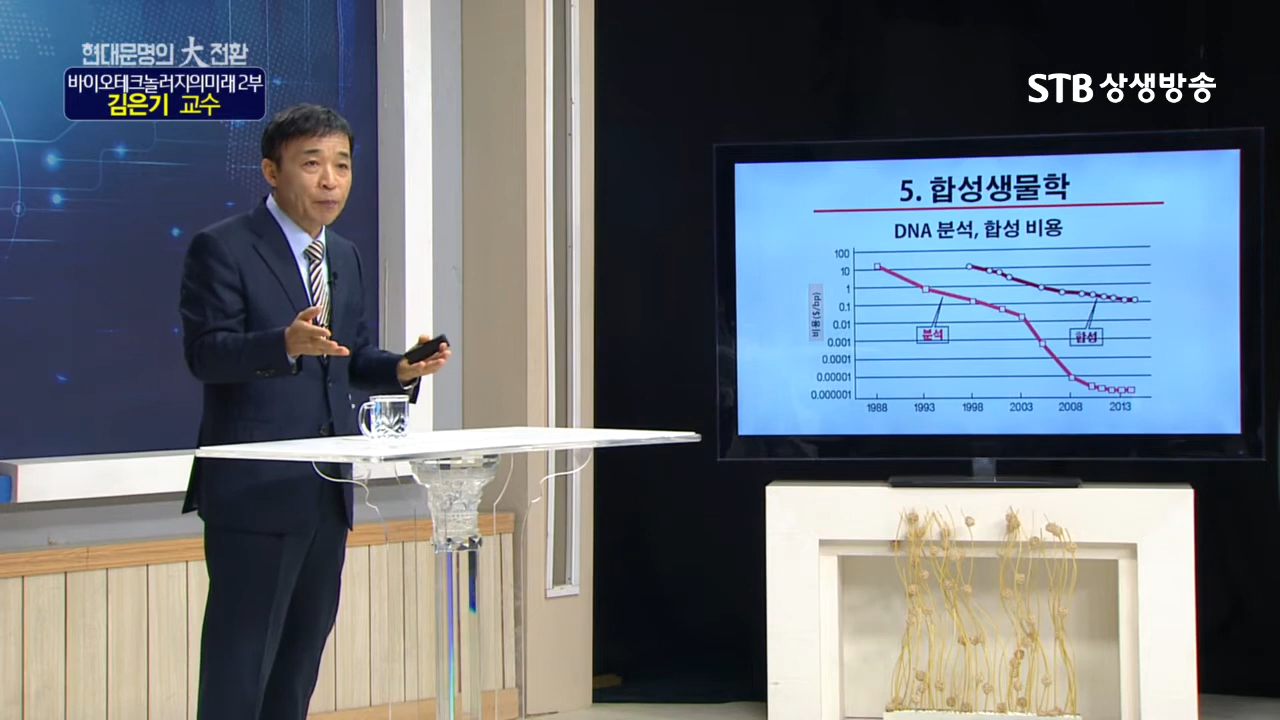 현대문명의 大 전환
바이오테크놀러지의미래 2부
김은기 교수
STB 상생방송
5. 합성생물학
DNA 분석, 합성 비용
100
10
1
0.1
0.01
0.001
0.0001
0.00001
0.000001
비용($/bp)
분석
합성
1988 1993 1998 2003 2008 2013